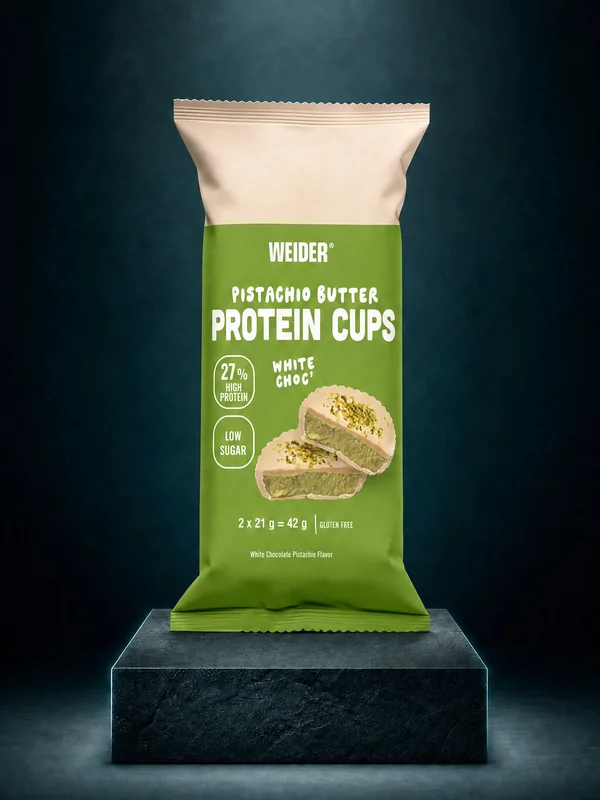 WEIDER®
PISTACHIO BUTTER
PROTEIN CUPS
WHITE
CHOC'
27%
HIGH
PROTEIN
LOW
SUGAR
2 x 21 g = 42 g | GLUTEN FREE
White Chocolate Pistachio Flavor